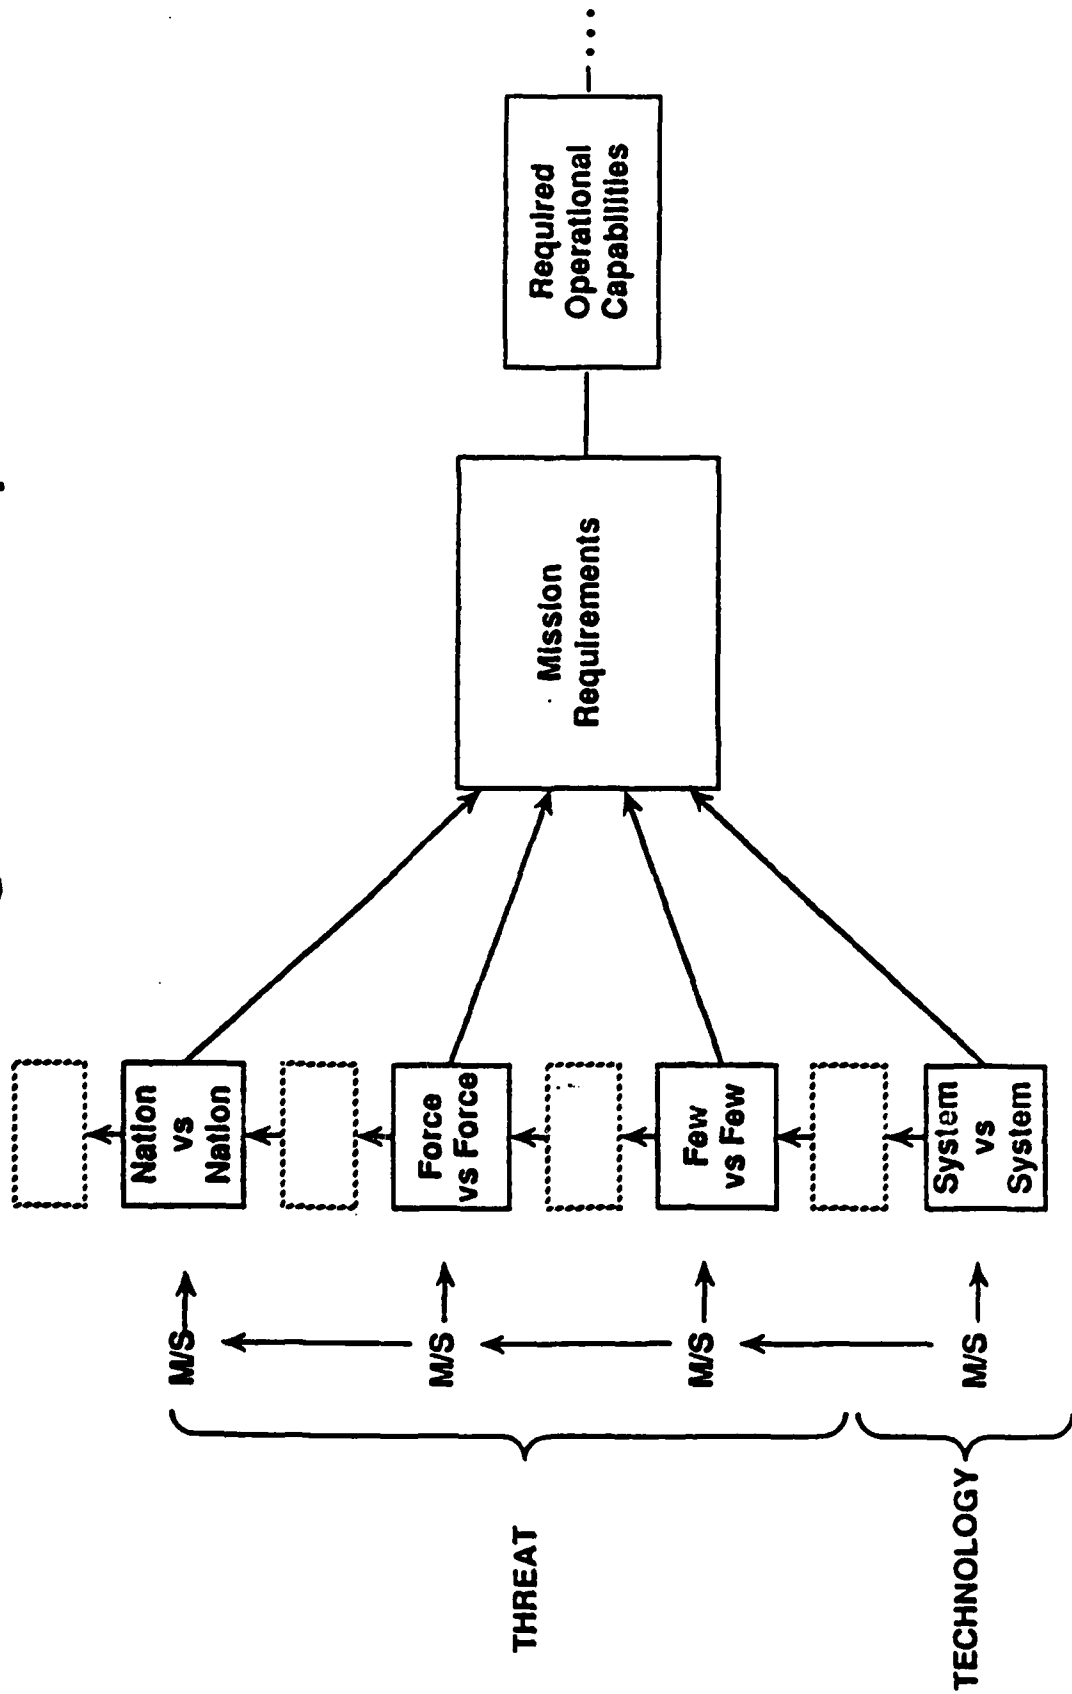 THREAT
TECHNOLOGY
M/S
M/S
M/S
M/S
Nation
vs
Nation
Force
vs Force
Few
vs Few
System
vs
System
Mission
Requirements
Required
Operational
Capabilities